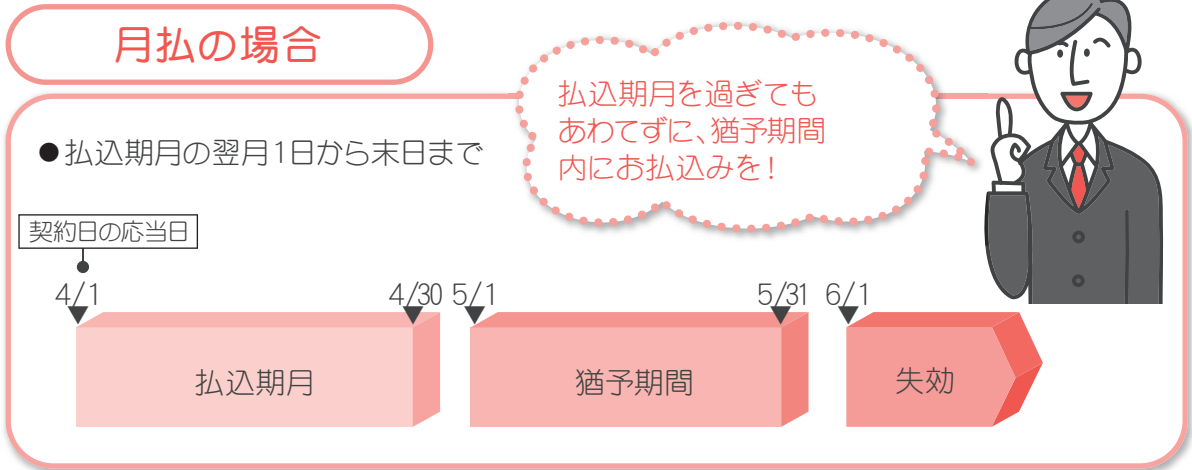 月払の場合
払込期月を過ぎても
あわてずに、猶予期間
内にお払込みを!
●払込期月の翌月1日から末日まで
契約日の応当日
4/1 4/30 5/1 5/31 6/1
払込期月 猶予期間 失効